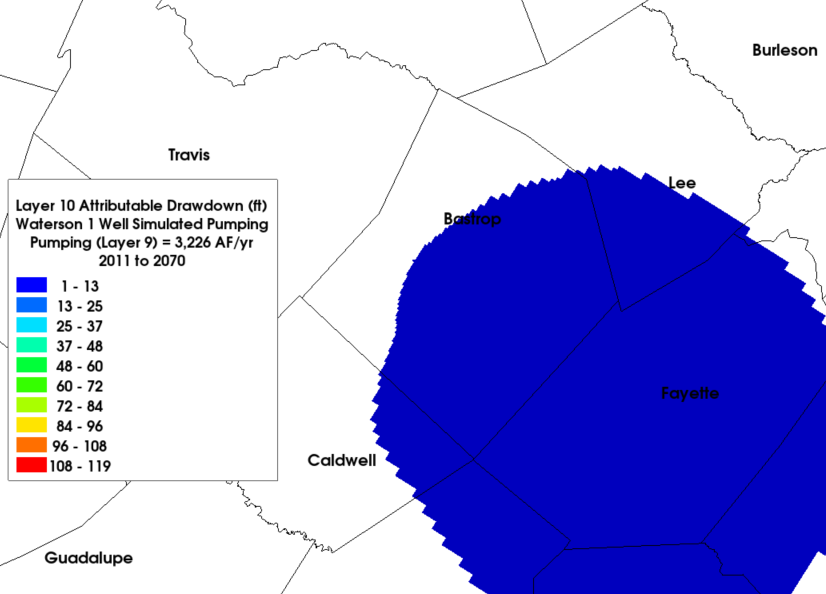 Burleson
Travis
Lee
Layer 10 Attributable Drawdown (ft)
Waterson 1 Well Simulated Pumping
Pumping (Layer 9) = 3,226 AF/yr
2011 to 2070
1 - 13
13 - 25
25 - 37
37 - 48
48 - 60
60 - 72
72 - 84
84 - 96
96 - 108
108 - 119
Bastrop
Fayette
Caldwell
Guadalupe